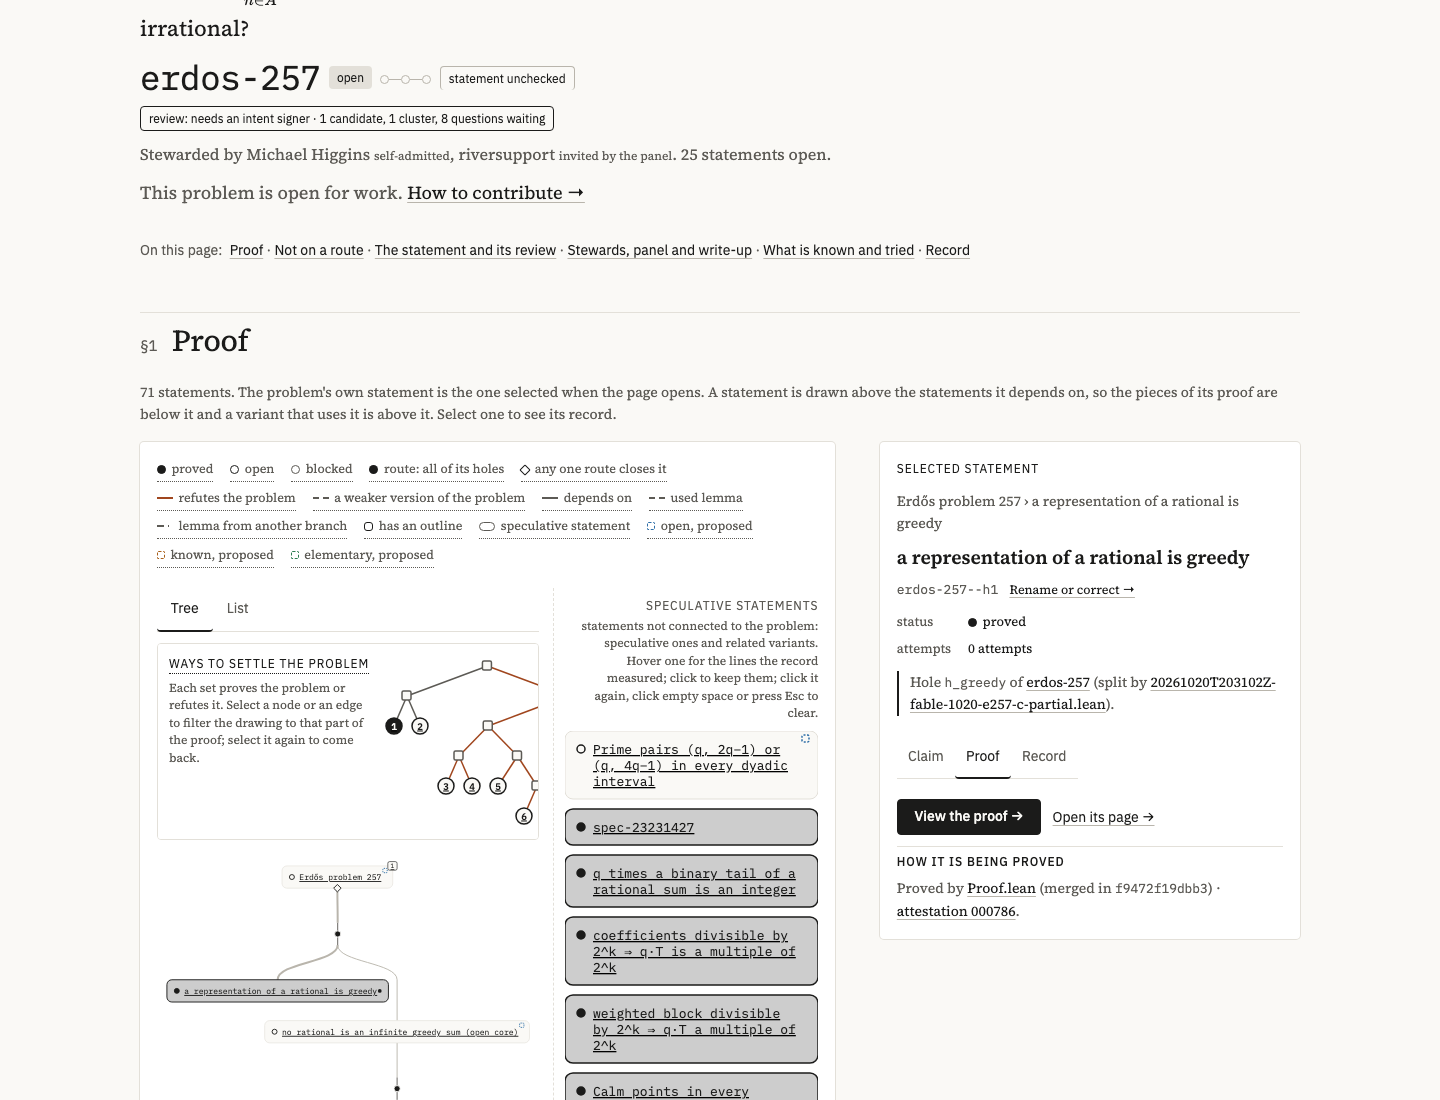 n∈A
irrational?
erdos-257 open statement unchecked
review: needs an intent signer · 1 candidate, 1 cluster, 8 questions waiting
Stewarded by Michael Higgins self-admitted, riversupport invited by the panel. 25 statements open.
This problem is open for work. How to contribute →
On this page: Proof · Not on a route · The statement and its review · Stewards, panel and write-up · What is known and tried · Record
§1 Proof
71 statements. The problem's own statement is the one selected when the page opens. A statement is drawn above the statements it depends on, so the pieces of its proof are
below it and a variant that uses it is above it. Select one to see its record.
proved open blocked route: all of its holes any one route closes it
refutes the problem a weaker version of the problem depends on used lemma
lemma from another branch has an outline speculative statement open, proposed
known, proposed elementary, proposed
Tree List
WAYS TO SETTLE THE PROBLEM
Each set proves the problem or
refutes it. Select a node or an edge
to filter the drawing to that part of
the proof; select it again to come
back.
1 2
3 4 5
6
Erdős problem 257
1
a representation of a rational is greedy
no rational is an infinite greedy sum (open core)
SPECULATIVE STATEMENTS
statements not connected to the problem:
speculative ones and related variants.
Hover one for the lines the record
measured; click to keep them; click it
again, click empty space or press Esc to
clear.
Prime pairs (q, 2q−1) or
(q, 4q−1) in every dyadic
interval
spec-23231427
q times a binary tail of a
rational sum is an integer
coefficients divisible by
2^k ⇒ q·T is a multiple of
2^k
weighted block divisible
by 2^k ⇒ q·T a multiple of
2^k
Calm points in every
SELECTED STATEMENT
Erdős problem 257 › a representation of a rational is
greedy
a representation of a rational is greedy
erdos-257--h1 Rename or correct →
status proved
attempts 0 attempts
Hole h_greedy of erdos-257 (split by 20261020T203102Z-
fable-1020-e257-c-partial.lean).
Claim Proof Record
View the proof → Open its page →
HOW IT IS BEING PROVED
Proved by Proof.lean (merged in f9472f19dbb3) ·
attestation 000786.